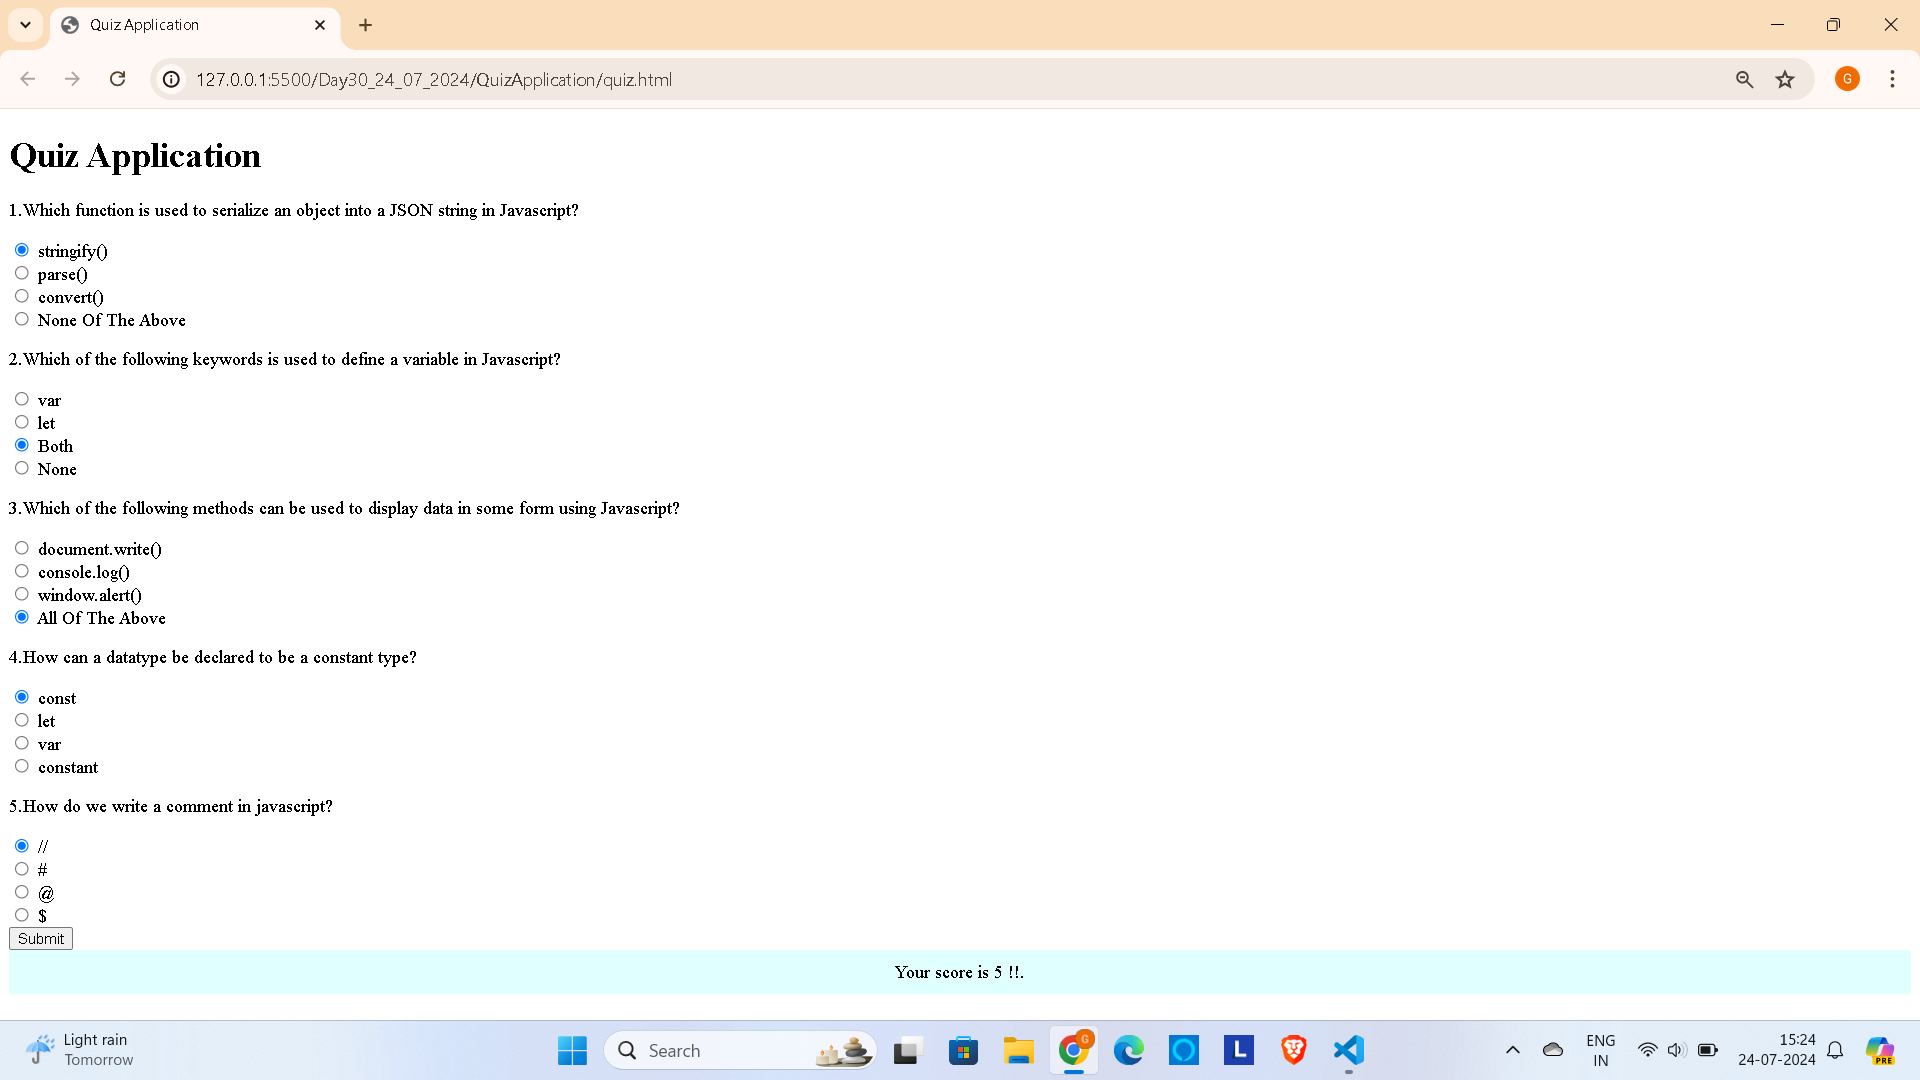 Quiz Application
127.0.0.1:5500/Day30_24_07_2024/QuizApplication/quiz.html
G
Quiz Application
1.Which function is used to serialize an object into a JSON string in Javascript?
stringify()
parse()
convert()
None Of The Above
2.Which of the following keywords is used to define a variable in Javascript?
var
let
Both
None
3.Which of the following methods can be used to display data in some form using Javascript?
document.write()
console.log()
window.alert()
All Of The Above
4.How can a datatype be declared to be a constant type?
const
let
var
constant
5.How do we write a comment in javascript?
//
#
@
$
Submit
Your score is 5 !!.
Light rain
Tomorrow
Search
G
L
ENG
IN
15:24
24-07-2024
PRE